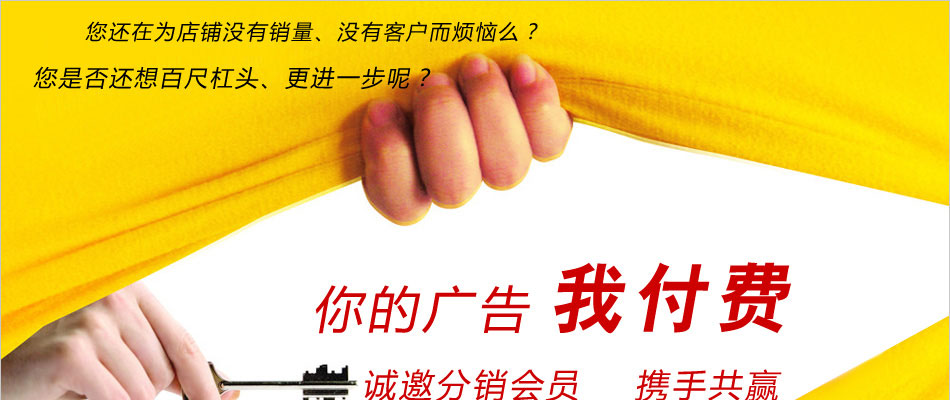 您还在为店铺没有销量、没有客户而烦恼么？
您是否还想百尺杠头、更进一步呢？
你的广告 我付费
诚邀分销会员 携手共赢